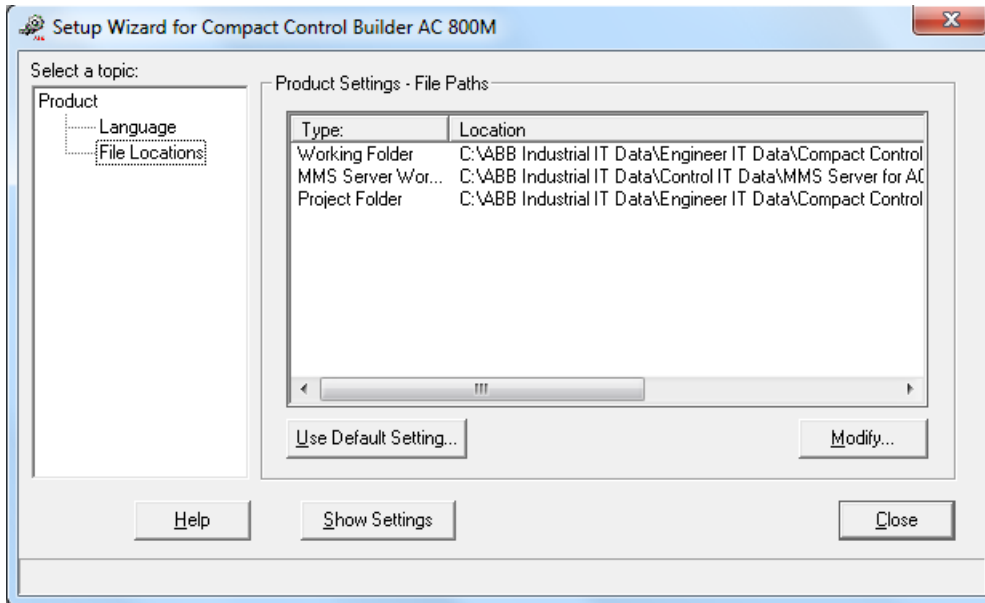 Setup Wizard for Compact Control Builder AC 800M
Select a topic:
Product
Language
File Locations
Product Settings - File Paths
Type: Location
Working Folder C:\ABB Industrial IT Data\Engineer IT Data\Compact Control
MMS Server Wor... C:\ABB Industrial IT Data\Control IT Data\MMS Server for AC
Project Folder C:\ABB Industrial IT Data\Engineer IT Data\Compact Control
Use Default Setting... Modify...
Help Show Settings Close